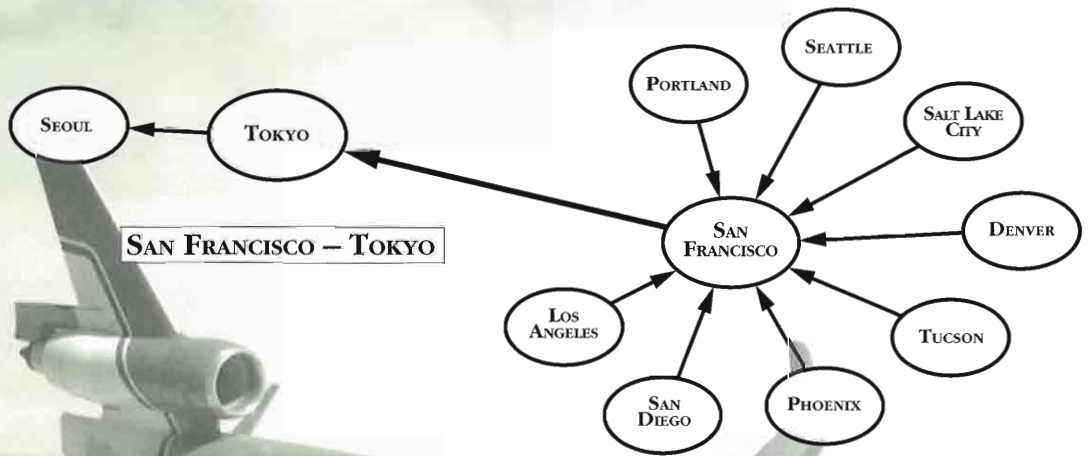 SEATTLE
PORTLAND
SALT LAKE
CITY
SEOUL
TOKYO
SAN
FRANCISCO
DENVER
SAN FRANCISCO – TOKYO
LOS
ANGELES
TUCSON
SAN
DIEGO
PHOENIX